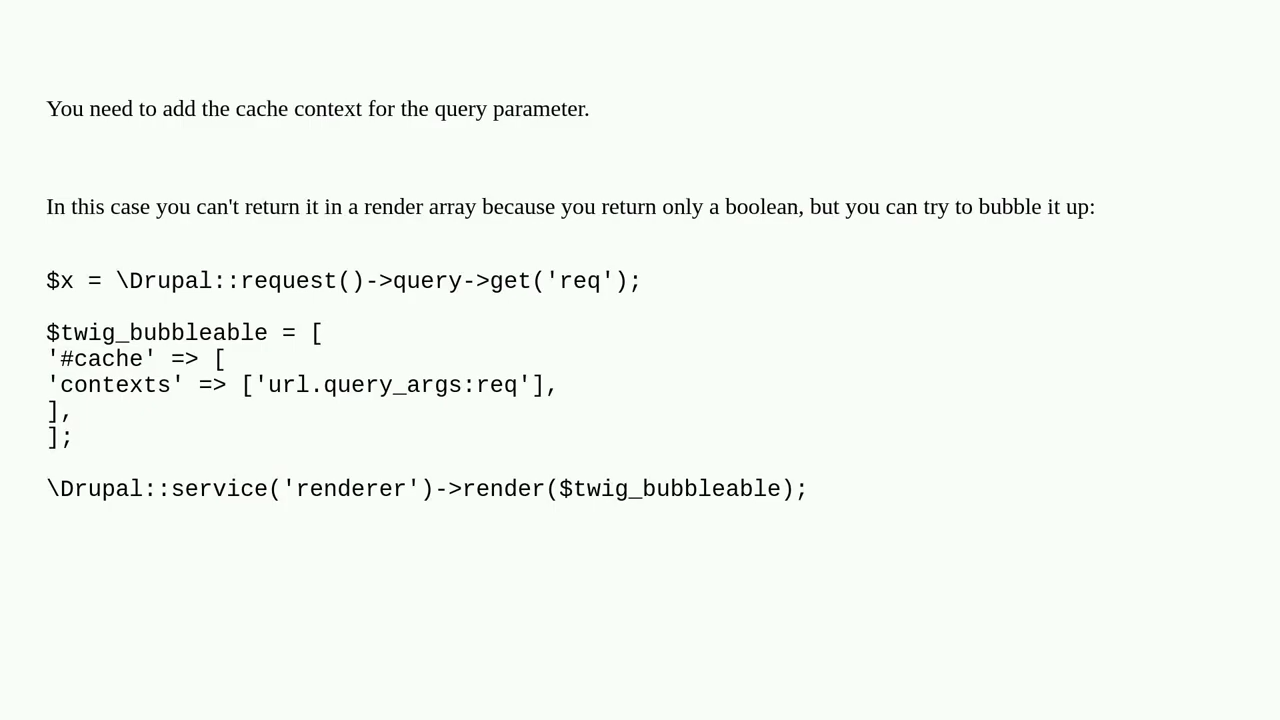 You need to add the cache context for the query parameter.
In this case you can't return it in a render array because you return only a boolean, but you can try to bubble it up:
$x = \Drupal::request()->query->get('req');
$twig_bubbleable = [
'#cache' => [
'contexts' => ['url.query_args:req'],
],
];
\Drupal::service('renderer')->render($twig_bubbleable);